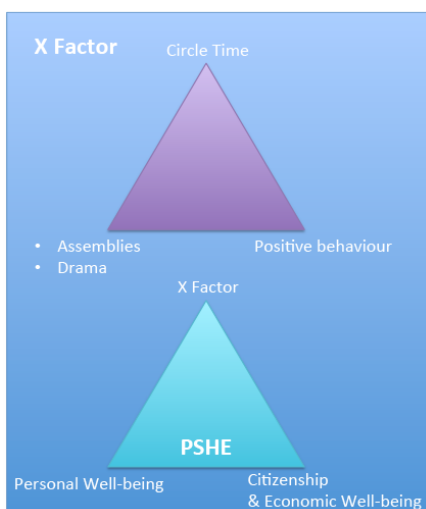 X Factor
Circle Time
• Assemblies
• Drama
Positive behaviour
X Factor
PSHE
Personal Well-being
Citizenship
& Economic Well-being